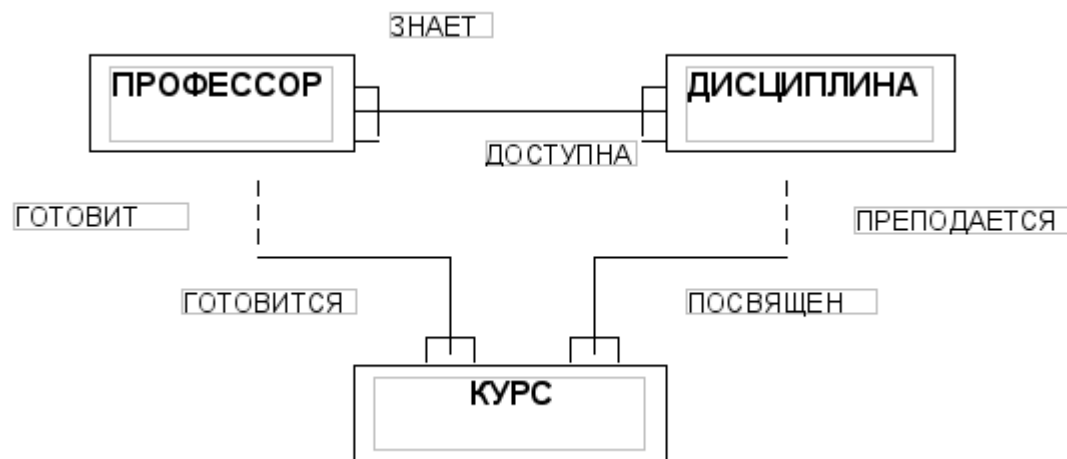 ЗНАЕТ
ПРОФЕССОР
ДИСЦИПЛИНА
ДОСТУПНА
ГОТОВИТ
ПРЕПОДАЕТСЯ
ГОТОВИТСЯ
ПОСВЯЩЕН
КУРС